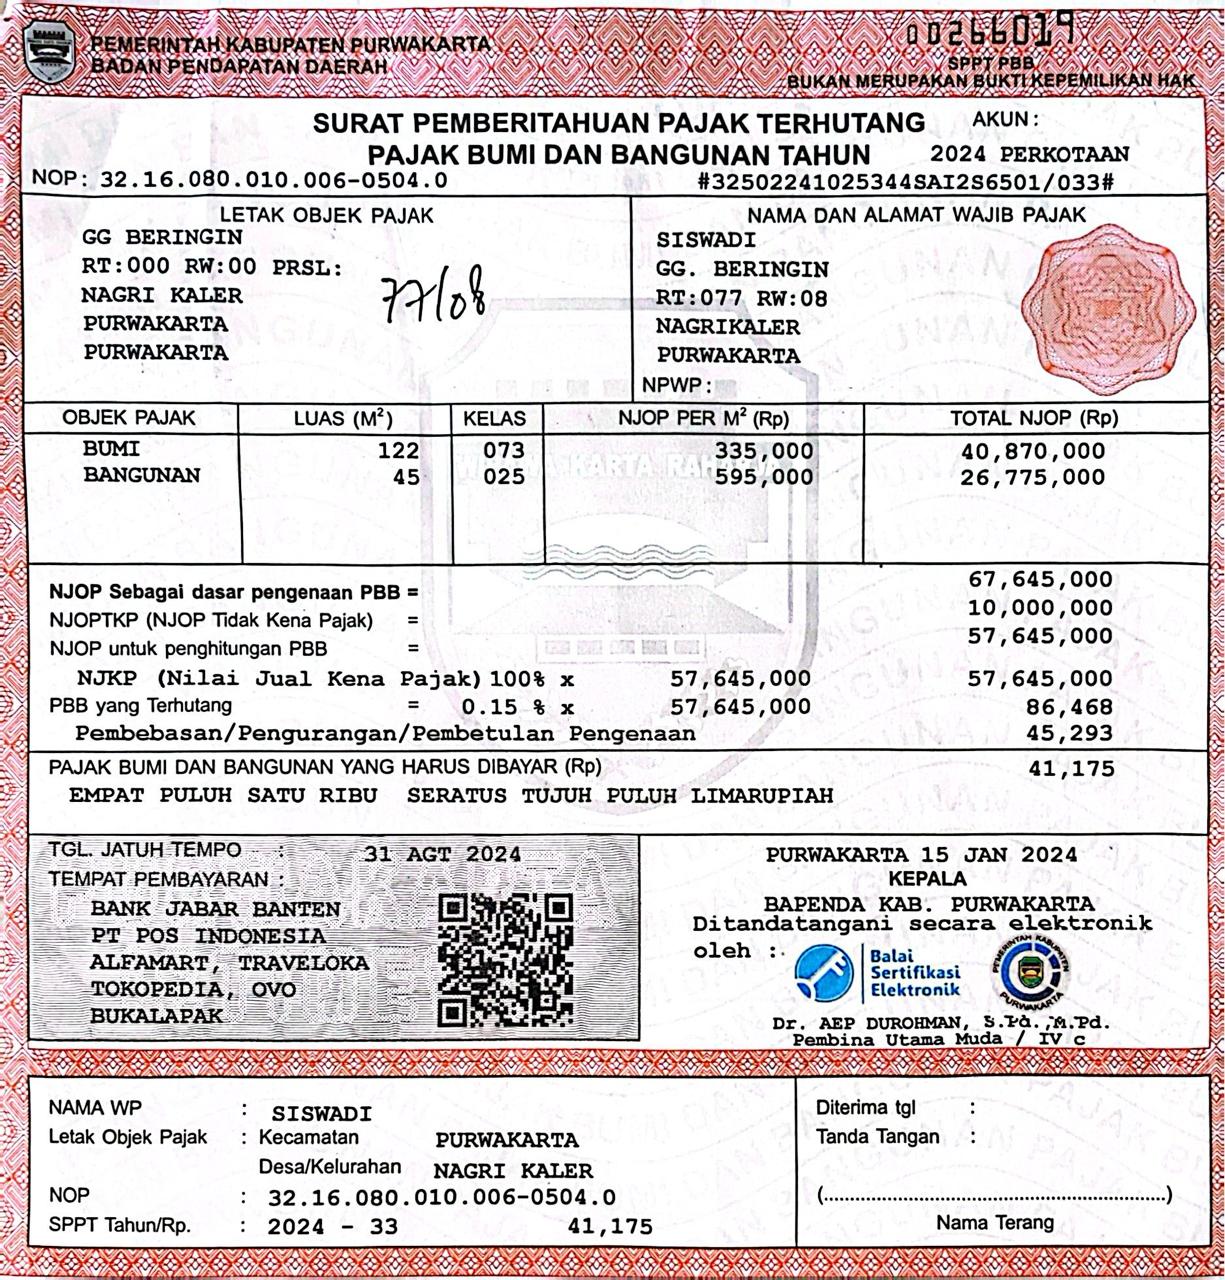 00266019
PEMERINTAH KABUPATEN PURWAKARTA
BADAN PENDAPATAN DAERAH
SPPT PBB
BUKAN MERUPAKAN BUKTI KEPEMILIKAN HAK
SURAT PEMBERITAHUAN PAJAK TERHUTANG
AKUN :
PAJAK BUMI DAN BANGUNAN TAHUN 2024 PERKOTAAN
NOP : 32.16.080.010.006-0504.0 #32502241025344SAI2S6501/033#
LETAK OBJEK PAJAK
GG BERINGIN
RT:000 RW:00 PRSL:
NAGRI KALER
PURWAKARTA
PURWAKARTA
77/08
NAMA DAN ALAMAT WAJIB PAJAK
SISWADI
GG. BERINGIN
RT:077 RW:08
NAGRIKALER
PURWAKARTA
NPWP :
OBJEK PAJAK LUAS (M²) KELAS NJOP PER M² (Rp) TOTAL NJOP (Rp)
BUMI 122 073 335,000 40,870,000
BANGUNAN 45 025 595,000 26,775,000
NJOP Sebagai dasar pengenaan PBB = 67,645,000
NJOPTKP (NJOP Tidak Kena Pajak) = 10,000,000
NJOP untuk penghitungan PBB = 57,645,000
NJKP (Nilai Jual Kena Pajak) 100% x 57,645,000 57,645,000
PBB yang Terhutang = 0.15 % x 57,645,000 86,468
Pembebasan/Pengurangan/Pembetulan Pengenaan 45,293
PAJAK BUMI DAN BANGUNAN YANG HARUS DIBAYAR (Rp) 41,175
EMPAT PULUH SATU RIBU SERATUS TUJUH PULUH LIMARUPIAH
TGL. JATUH TEMPO : 31 AGT 2024
TEMPAT PEMBAYARAN :
BANK JABAR BANTEN
PT POS INDONESIA
ALFAMART, TRAVELOKA
TOKOPEDIA, OVO
BUKALAPAK
PURWAKARTA 15 JAN 2024
KEPALA
BAPENDA KAB. PURWAKARTA
Ditandatangani secara elektronik
oleh :
Balai
Sertifikasi
Elektronik
PEMERINTAH KABUPATEN
PURWAKARTA
Dr. AEP DUROHMAN, S.Pd.,M.Pd.
Pembina Utama Muda / IV c
NAMA WP : SISWADI
Letak Objek Pajak : Kecamatan PURWAKARTA
Desa/Kelurahan NAGRI KALER
NOP : 32.16.080.010.006-0504.0
SPPT Tahun/Rp. : 2024 - 33 41,175
Diterima tgl :
Tanda Tangan :
(................................................................)
Nama Terang